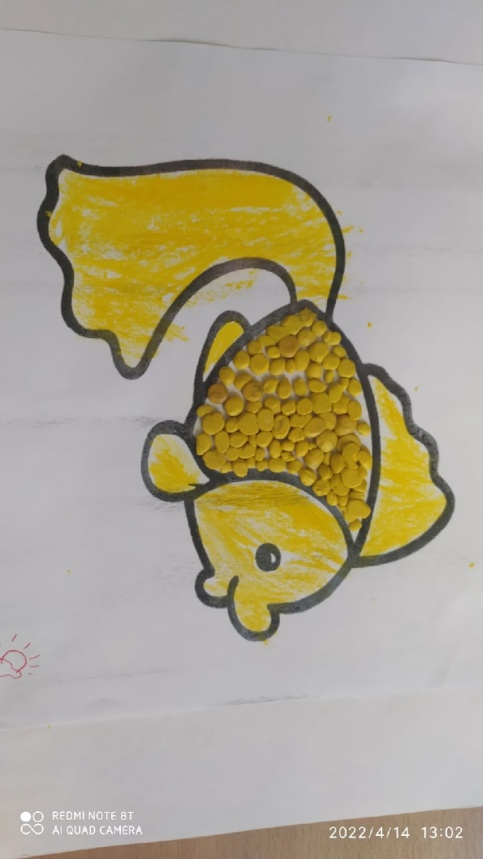 REDMI NOTE 8T
AI QUAD CAMERA
2022/4/14 13:02